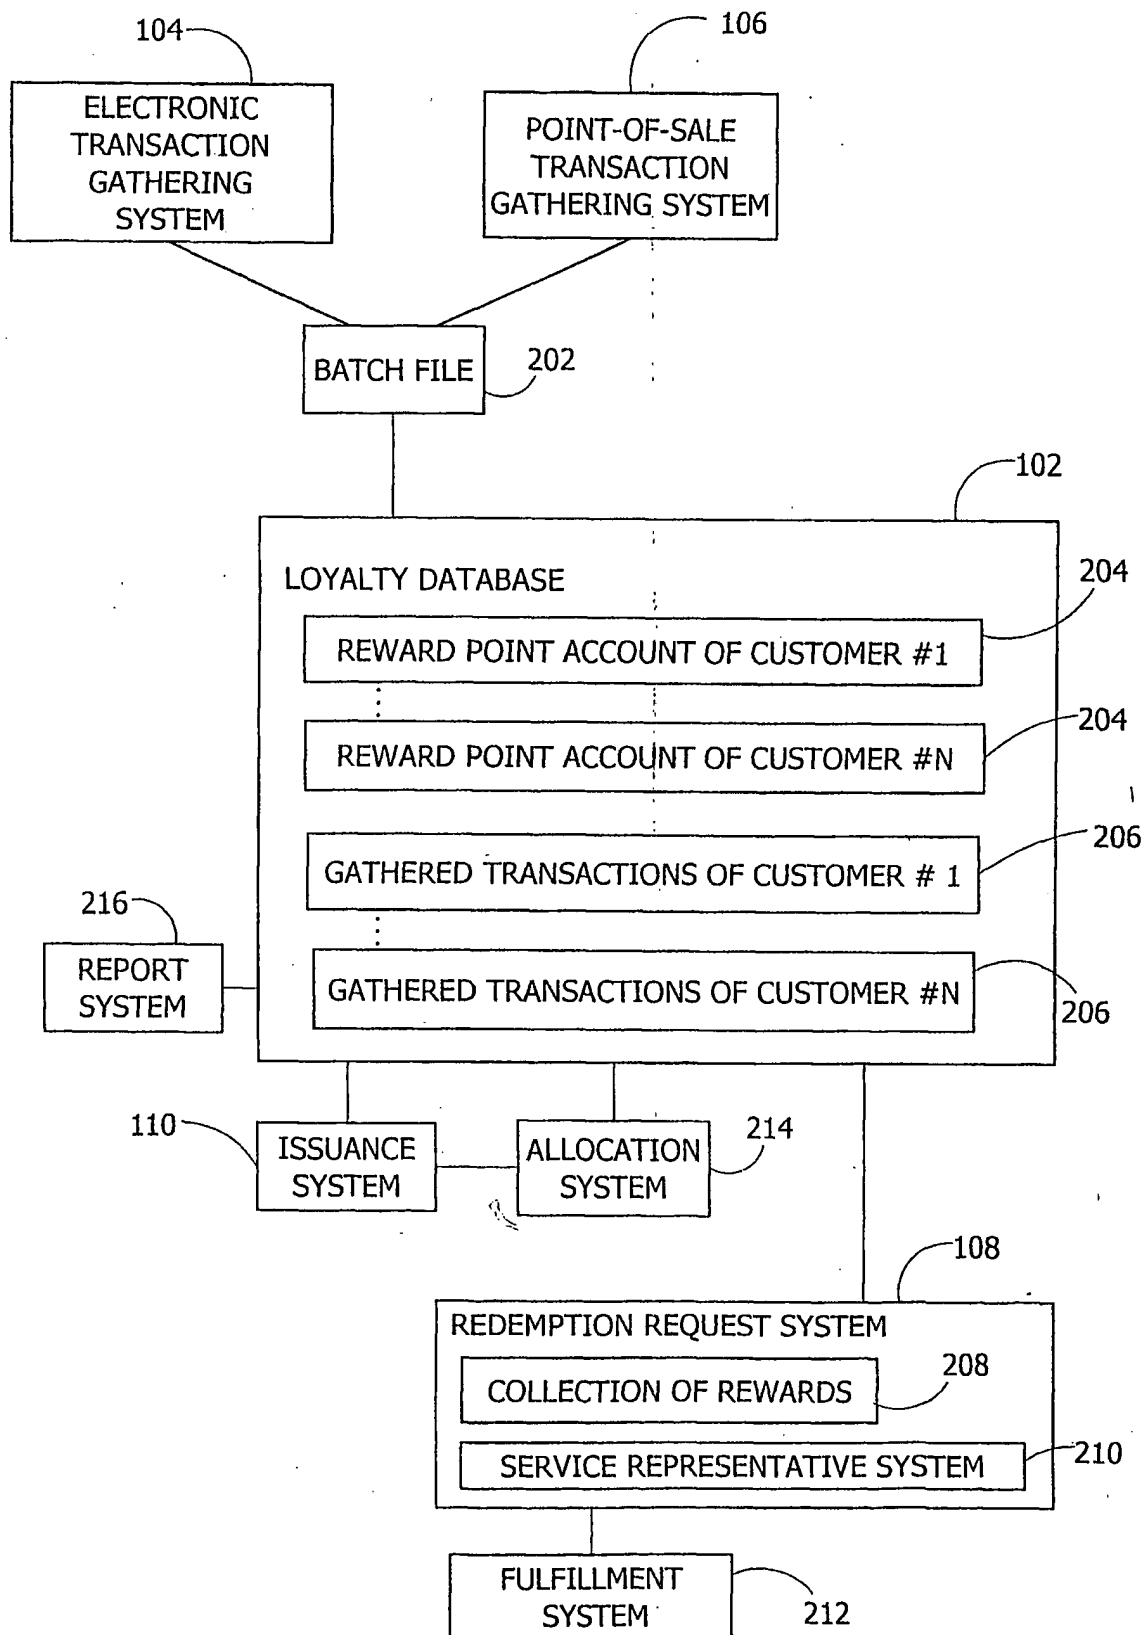 104
106
ELECTRONIC
TRANSACTION
GATHERING
SYSTEM
POINT-OF-SALE
TRANSACTION
GATHERING SYSTEM
BATCH FILE
202
102
LOYALTY DATABASE
204
REWARD POINT ACCOUNT OF CUSTOMER #1
204
REWARD POINT ACCOUNT OF CUSTOMER #N
206
GATHERED TRANSACTIONS OF CUSTOMER # 1
216
REPORT
SYSTEM
GATHERED TRANSACTIONS OF CUSTOMER #N
206
110
ISSUANCE
SYSTEM
ALLOCATION
SYSTEM
214
108
REDEMPTION REQUEST SYSTEM
208
COLLECTION OF REWARDS
SERVICE REPRESENTATIVE SYSTEM
210
FULFILLMENT
SYSTEM
212